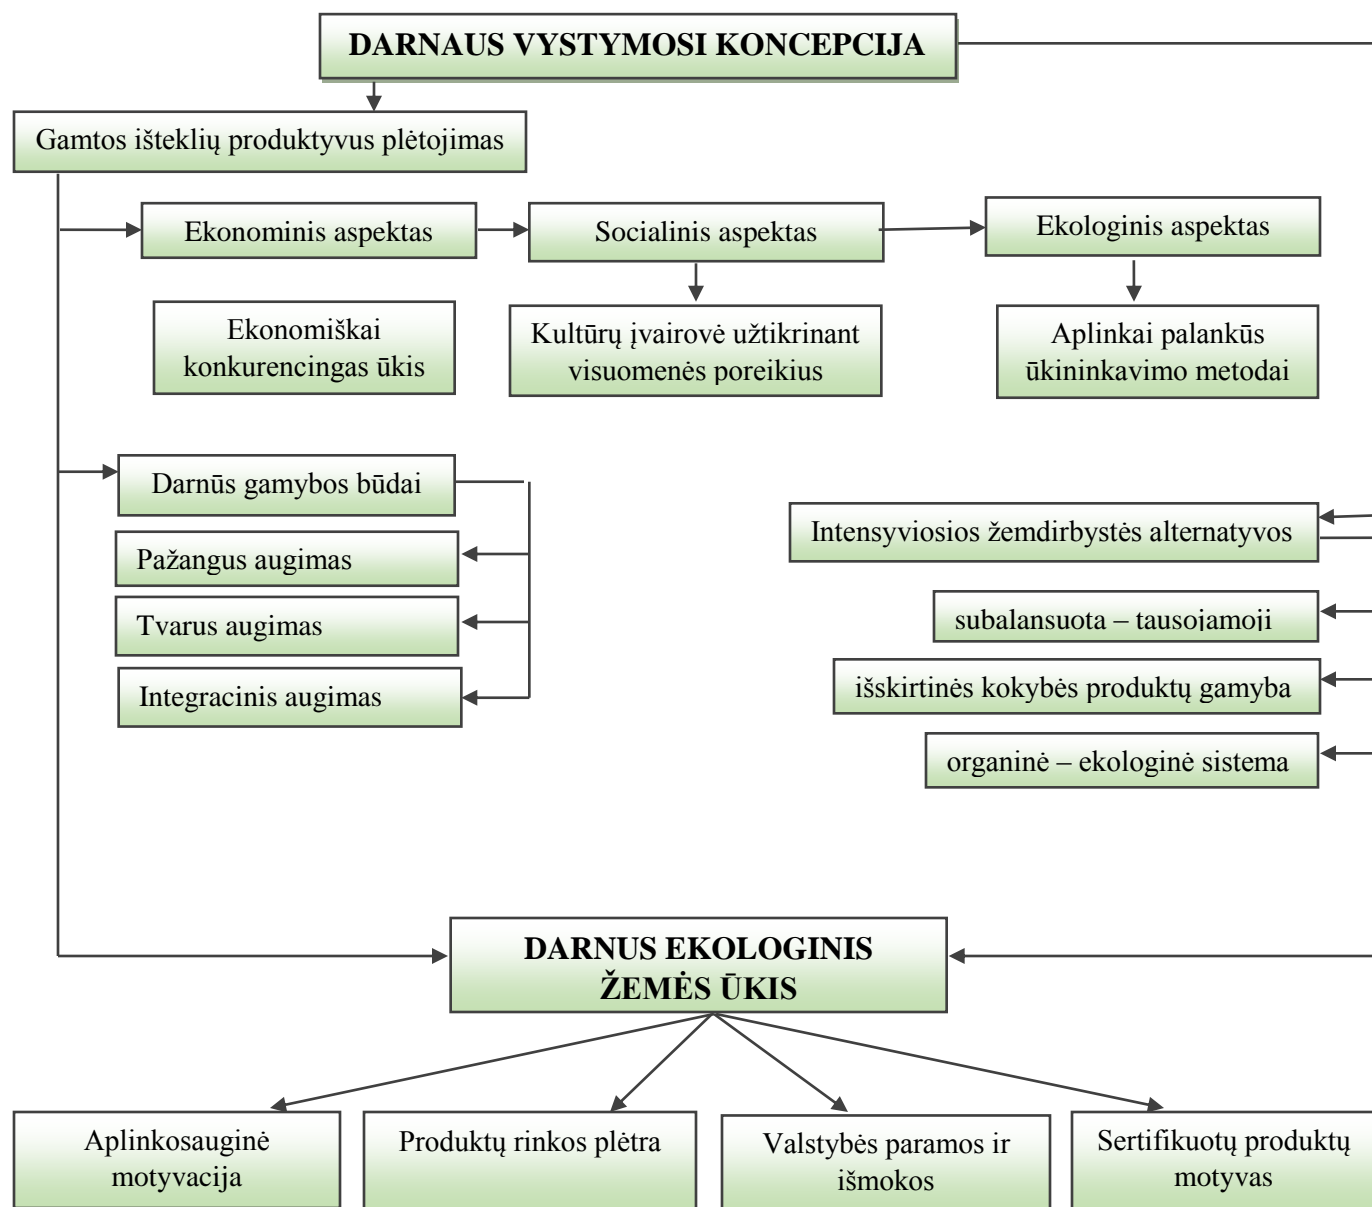 DARNAUS VYSTYMOSI KONCEPCIJA
Gamtos išteklių produktyvus plėtojimas
Ekonominis aspektas
Socialinis aspektas
Ekologinis aspektas
Ekonomiškai
konkurencingas ūkis
Kultūrų įvairovė užtikrinant
visuomenės poreikius
Aplinkai palankūs
ūkininkavimo metodai
Darnūs gamybos būdai
Pažangus augimas
Tvarus augimas
Integracinis augimas
Intensyviosios žemdirbystės alternatyvos
subalansuota – tausojamoji
išskirtinės kokybės produktų gamyba
organinė – ekologinė sistema
DARNUS EKOLOGINIS
ŽEMĖS ŪKIS
Aplinkosauginė
motyvacija
Produktų rinkos plėtra
Valstybės paramos ir
išmokos
Sertifikuotų produktų
motyvas